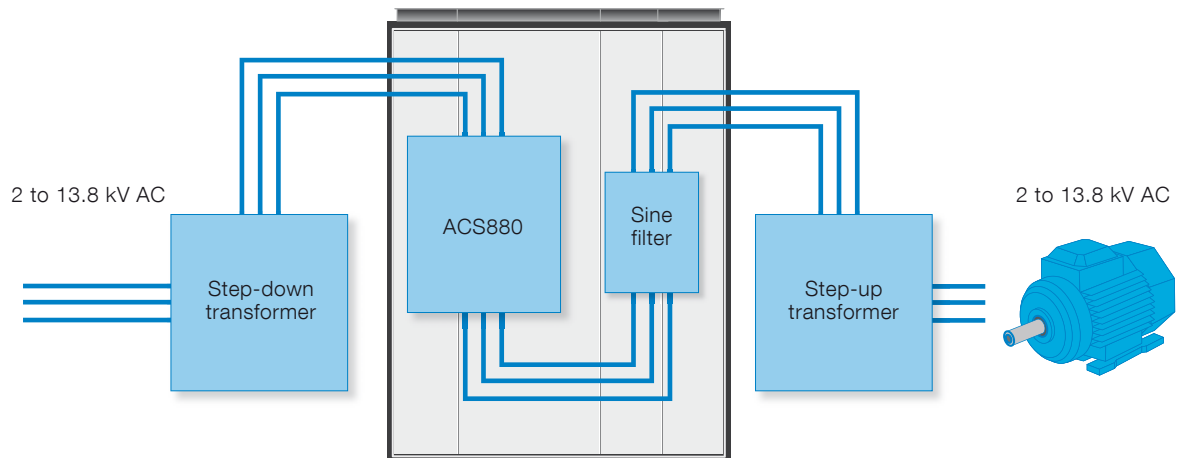 2 to 13.8 kV AC
Step-down
transformer
ACS880
Sine
filter
Step-up
transformer
2 to 13.8 kV AC